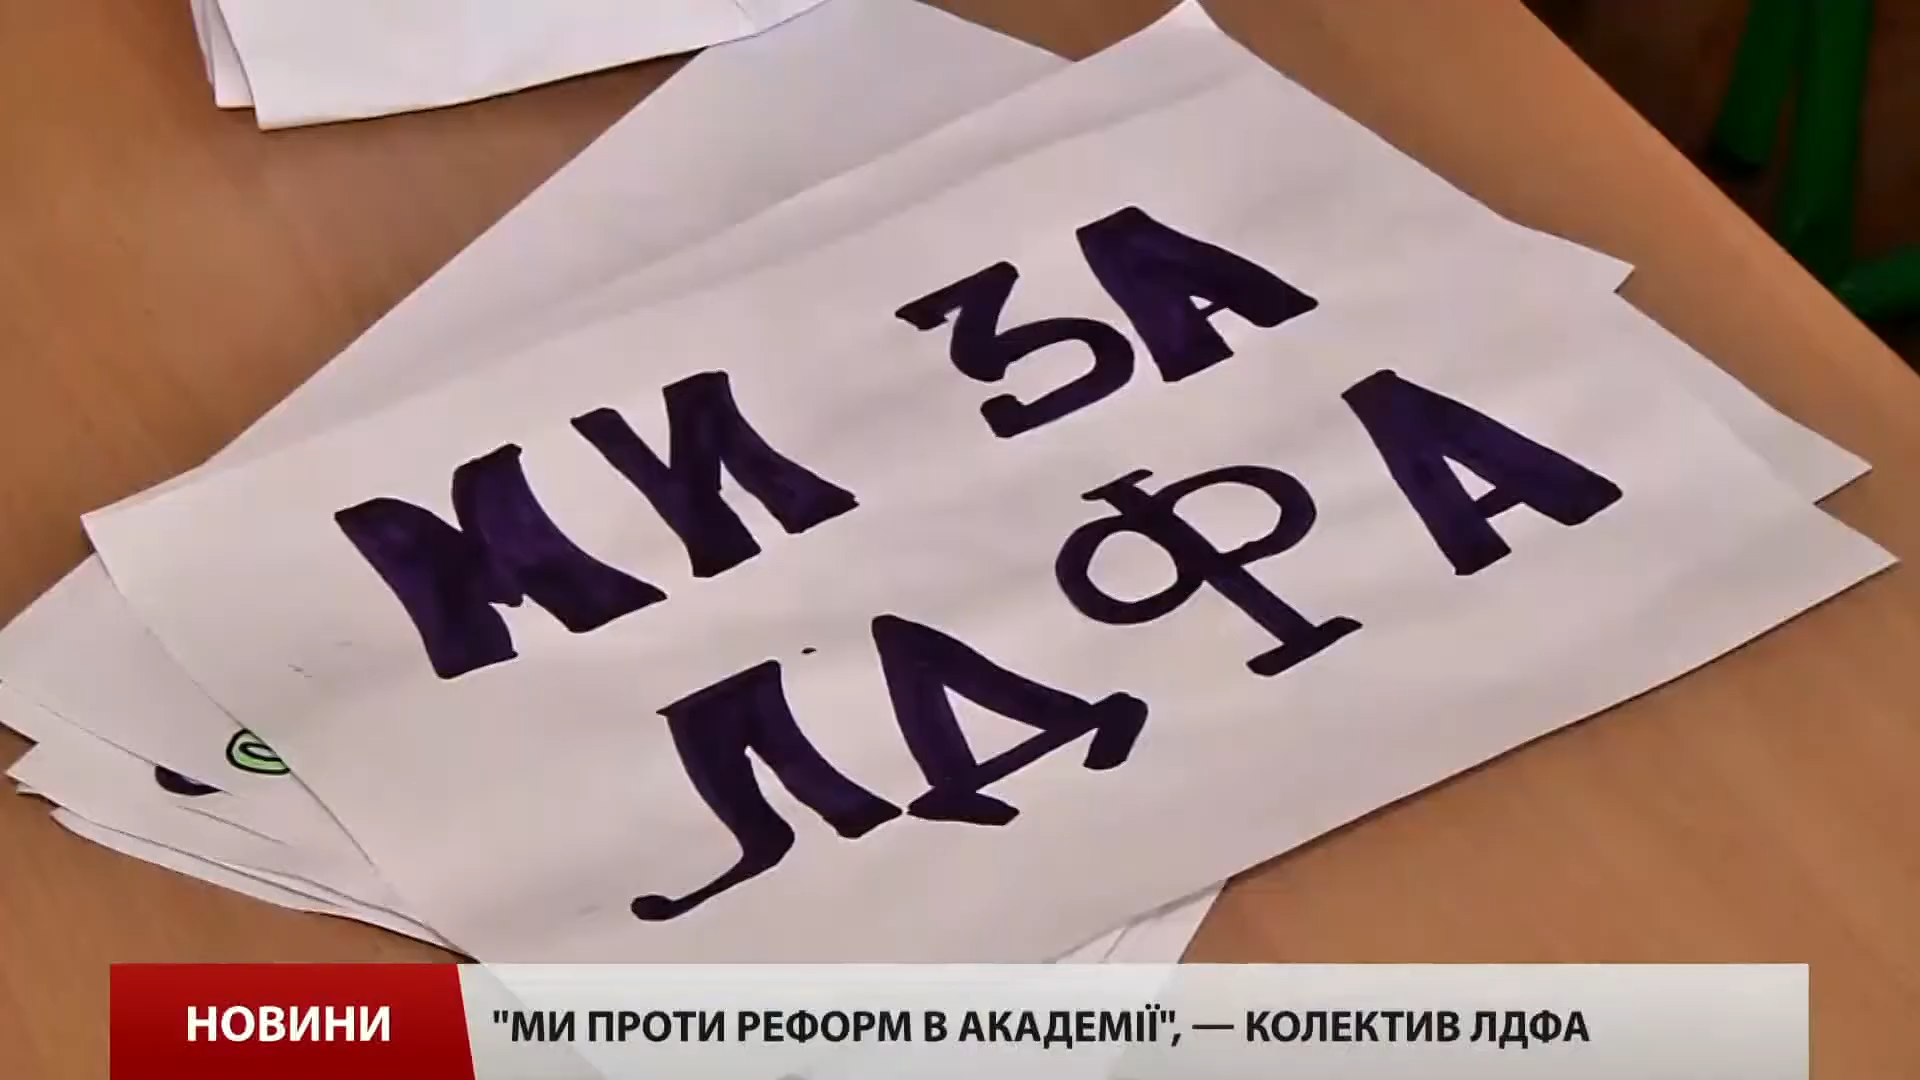 МИ ЗА
ЛДФА
НОВИНИ
"МИ ПРОТИ РЕФОРМ В АКАДЕМІЇ", — КОЛЕКТИВ ЛДФА